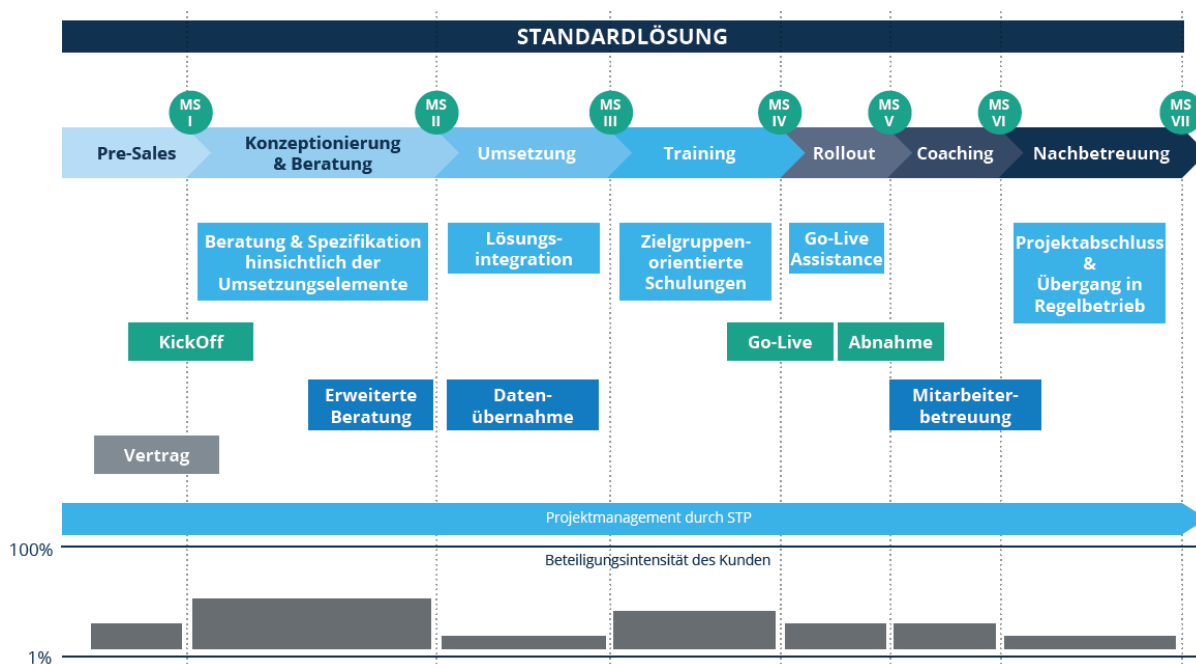 STANDARDLÖSUNG
MS
I
MS
II
MS
III
MS
IV
MS
V
MS
VI
MS
VII
Pre-Sales
Konzeptionierung
& Beratung
Umsetzung
Training
Rollout
Coaching
Nachbetreuung
Beratung & Spezifikation
hinsichtlich der
Umsetzungselemente
Lösungs-
integration
Zielgruppen-
orientierte
Schulungen
Go-Live
Assistance
Projektabschluss
&
Übergang in
Regelbetrieb
KickOff
Go-Live
Abnahme
Erweiterte
Beratung
Daten-
übernahme
Mitarbeiter-
betreuung
Vertrag
Projektmanagement durch STP
100%
Beteiligungsintensität des Kunden
1%